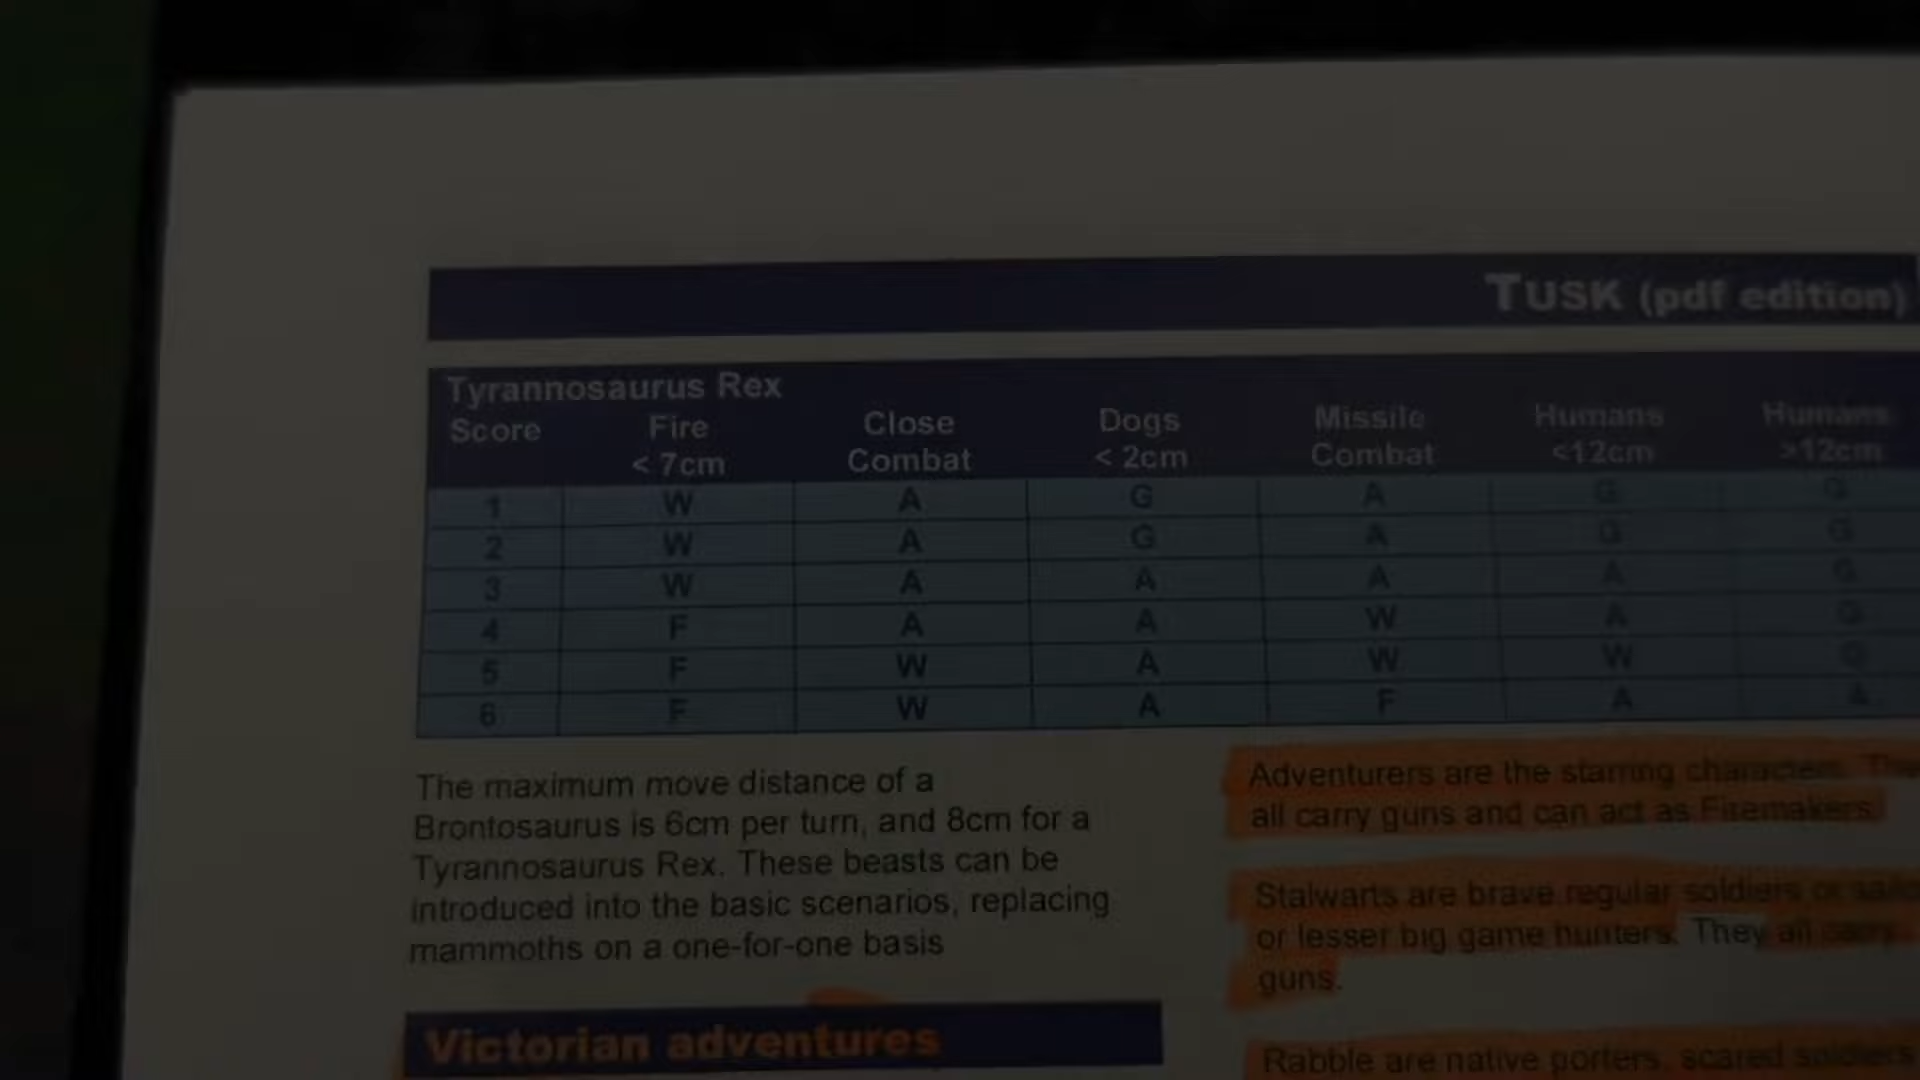 TUSK (pdf edition)
Tyrannosaurus Rex
Score Fire < 7cm Close Combat Dogs < 2cm Missile Combat Humans <12cm Humans >12cm
1 W A G A G G
2 W A G A G G
3 W A A A A G
4 F A A W A G
5 F W A W W G
6 F W A F A A
The maximum move distance of a
Brontosaurus is 6cm per turn, and 8cm for a
Tyrannosaurus Rex. These beasts can be
introduced into the basic scenarios, replacing
mammoths on a one-for-one basis
Victorian adventures
Adventurers are the starring characters.
all carry guns and can act as Firemakers.
Stalwarts are brave regular soldiers or
or lesser big game hunters. They all carry
guns.
Rabble are native porters, scared soldiers